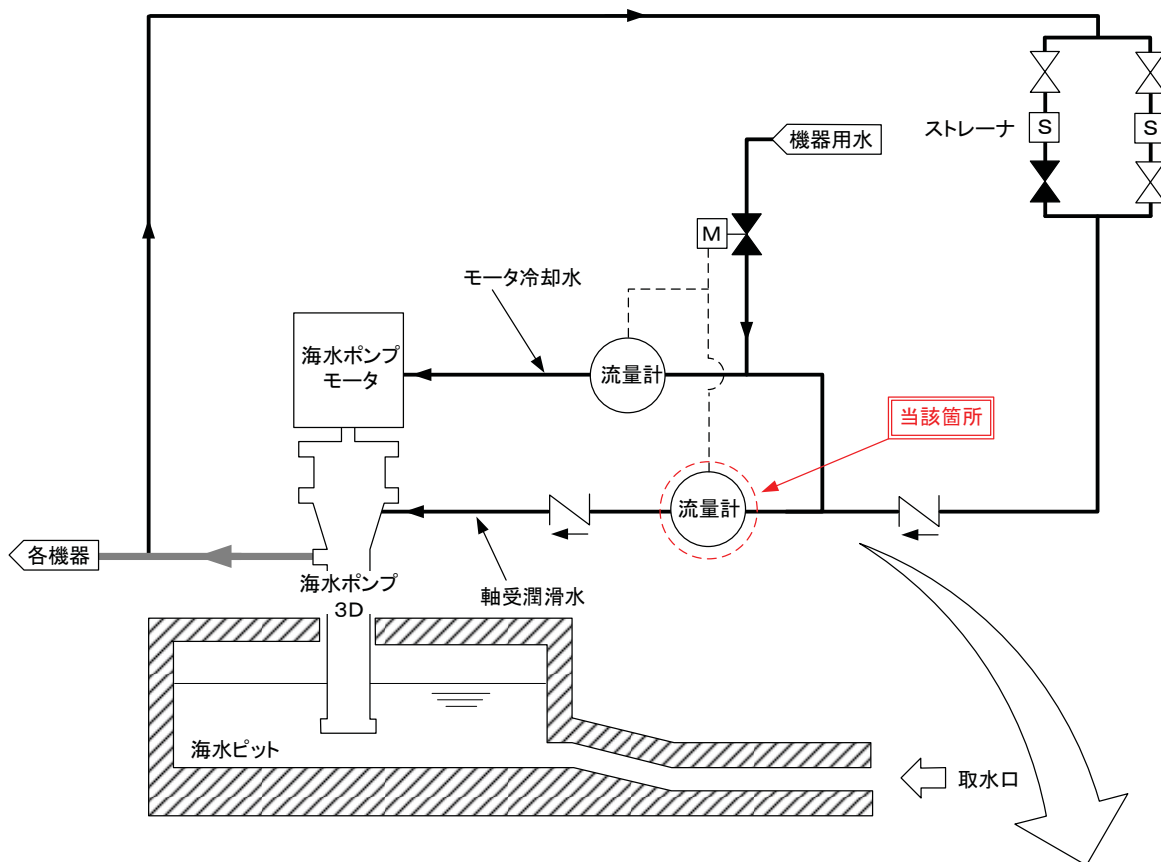 ストレーナ
S
S
機器用水
M
モータ冷却水
海水ポンプ
モータ
流量計
当該箇所
流量計
各機器
海水ポンプ
3D
軸受潤滑水
海水ピット
取水口